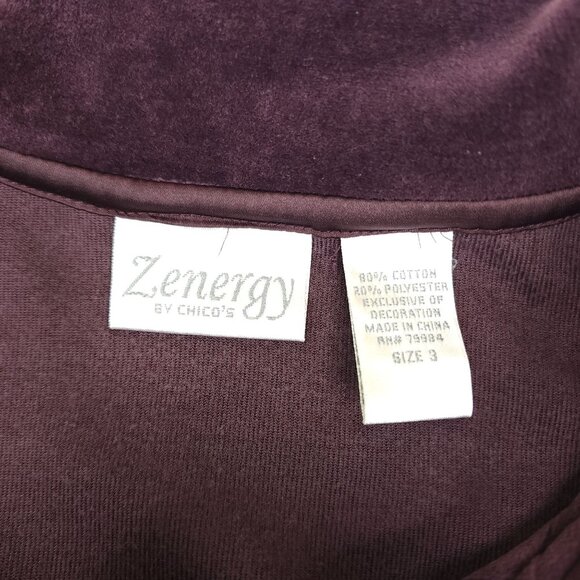 Zenergy
BY CHICO'S
80% COTTON
20% POLYESTER
EXCLUSIVE OF
DECORATION
MADE IN CHINA
RN# 79984
SIZE 3